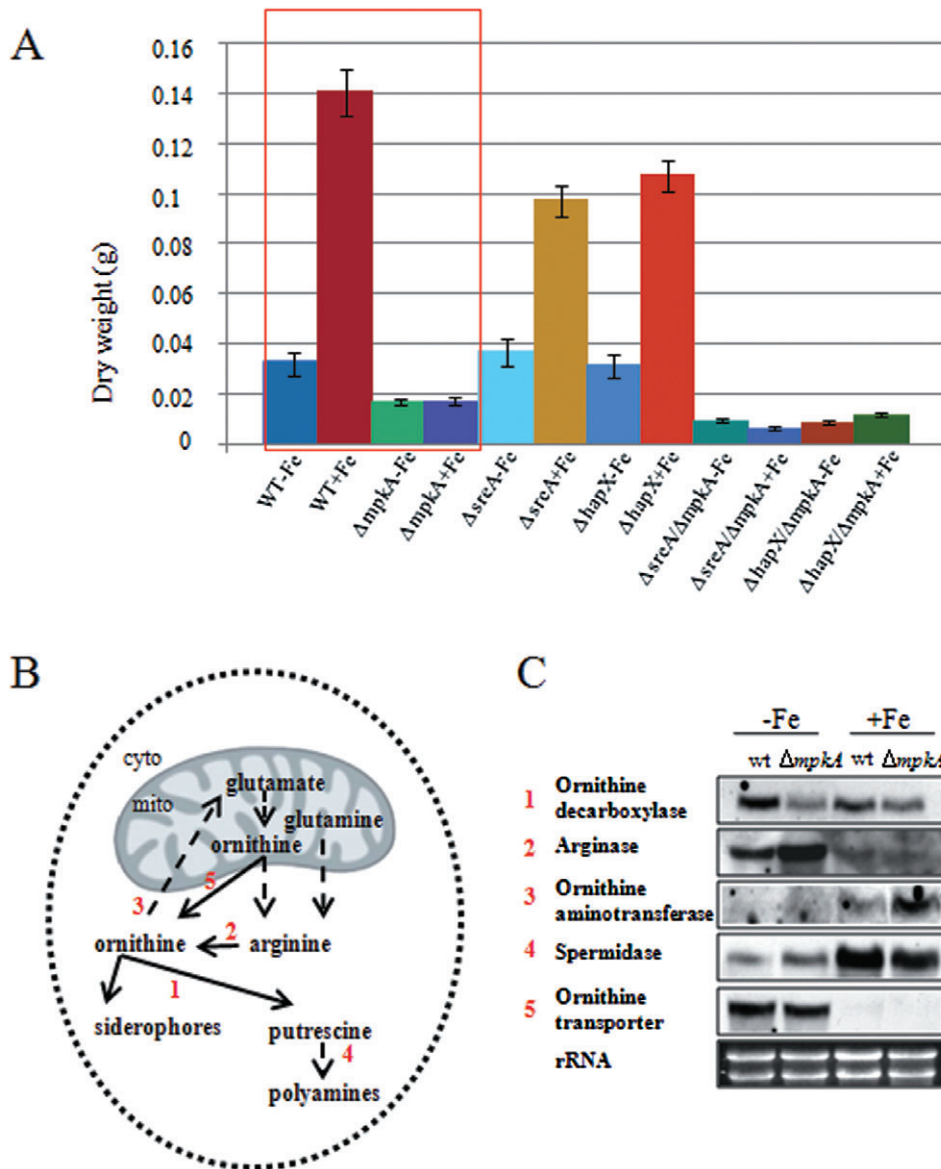 A
0.16
0.14
0.12
0.1
0.08
0.06
0.04
0.02
0
Dry weight (g)
WT-Fe
WT+Fe
ΔmpkA-Fe
ΔmpkA+Fe
ΔsreA-Fe
ΔsreA+Fe
ΔhapX-Fe
ΔhapX+Fe
ΔsreA/ΔmpkA-Fe
ΔsreA/ΔmpkA+Fe
ΔhapX/ΔmpkA-Fe
ΔhapX/ΔmpkA+Fe
B
cyto
mito
glutamate
glutamine
ornithine
5
3
ornithine
2
arginine
1
siderophores
putrescine
4
polyamines
C
-Fe +Fe
wt ΔmpkA wt ΔmpkA
1 Ornithine
decarboxylase
2 Arginase
3 Ornithine
aminotransferase
4 Spermidase
5 Ornithine
transporter
rRNA